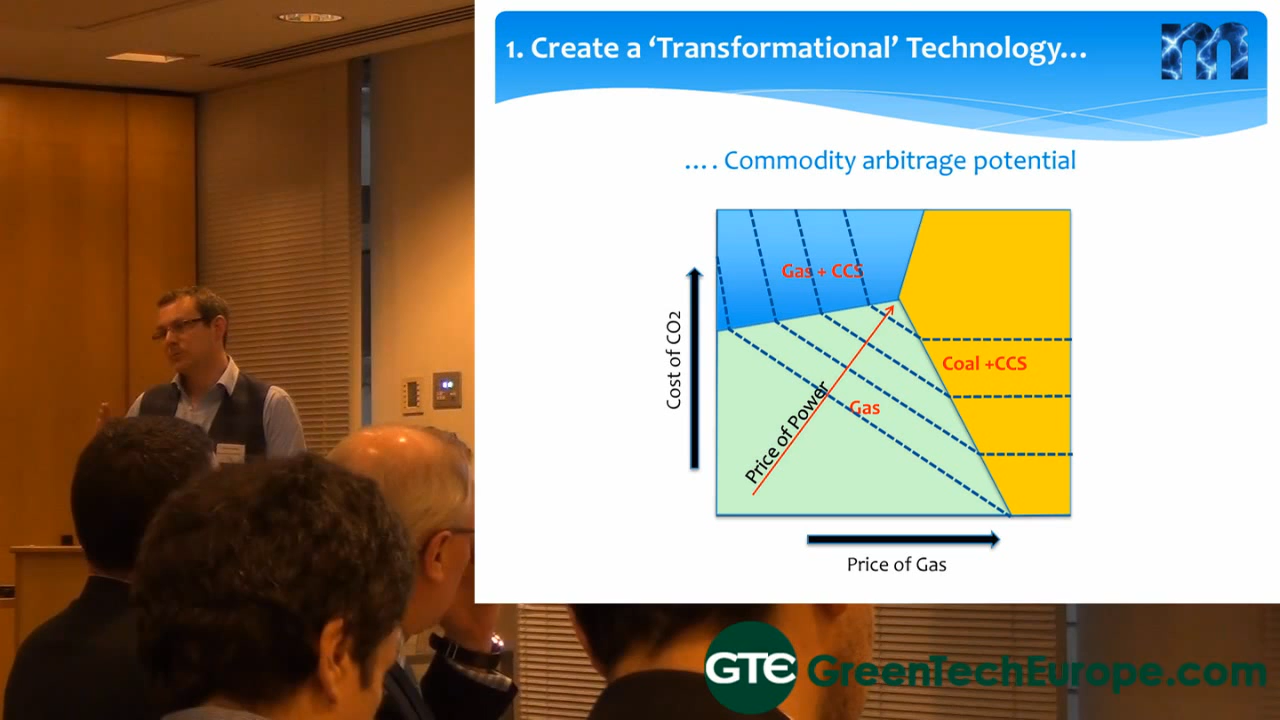 1. Create a ‘Transformational’ Technology...
m
.... Commodity arbitrage potential
Gas + CCS
Cost of CO2
Coal +CCS
Gas
Price of Power
Price of Gas
GTE GreenTechEurope.com